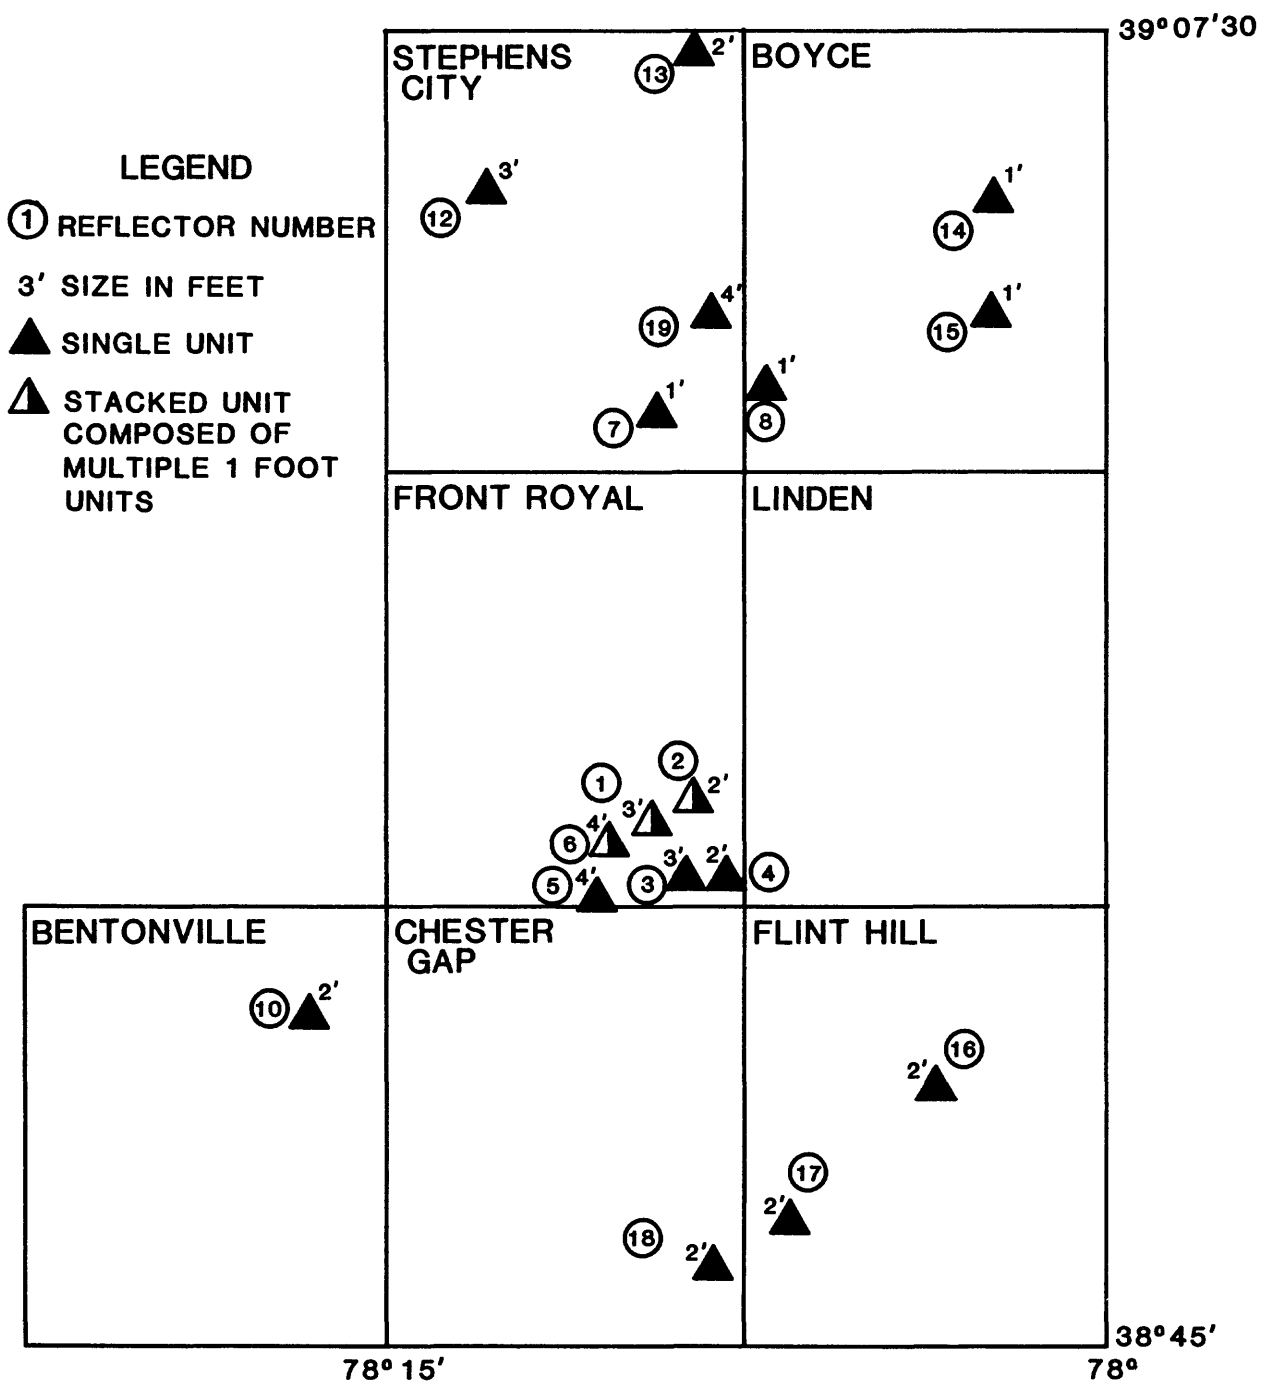 39°07'30
STEPHENS
CITY
2'
13
BOYCE
LEGEND
1 REFLECTOR NUMBER
3' SIZE IN FEET
SINGLE UNIT
STACKED UNIT
COMPOSED OF
MULTIPLE 1 FOOT
UNITS
3'
12
1'
14
4'
19
1'
15
1'
7
1'
8
FRONT ROYAL
LINDEN
2
2'
1
3'
4'
6
5
4'
3
3'
2'
4
BENTONVILLE
CHESTER
GAP
FLINT HILL
10
2'
16
2'
17
2'
18
2'
38°45'
78°15'
78°